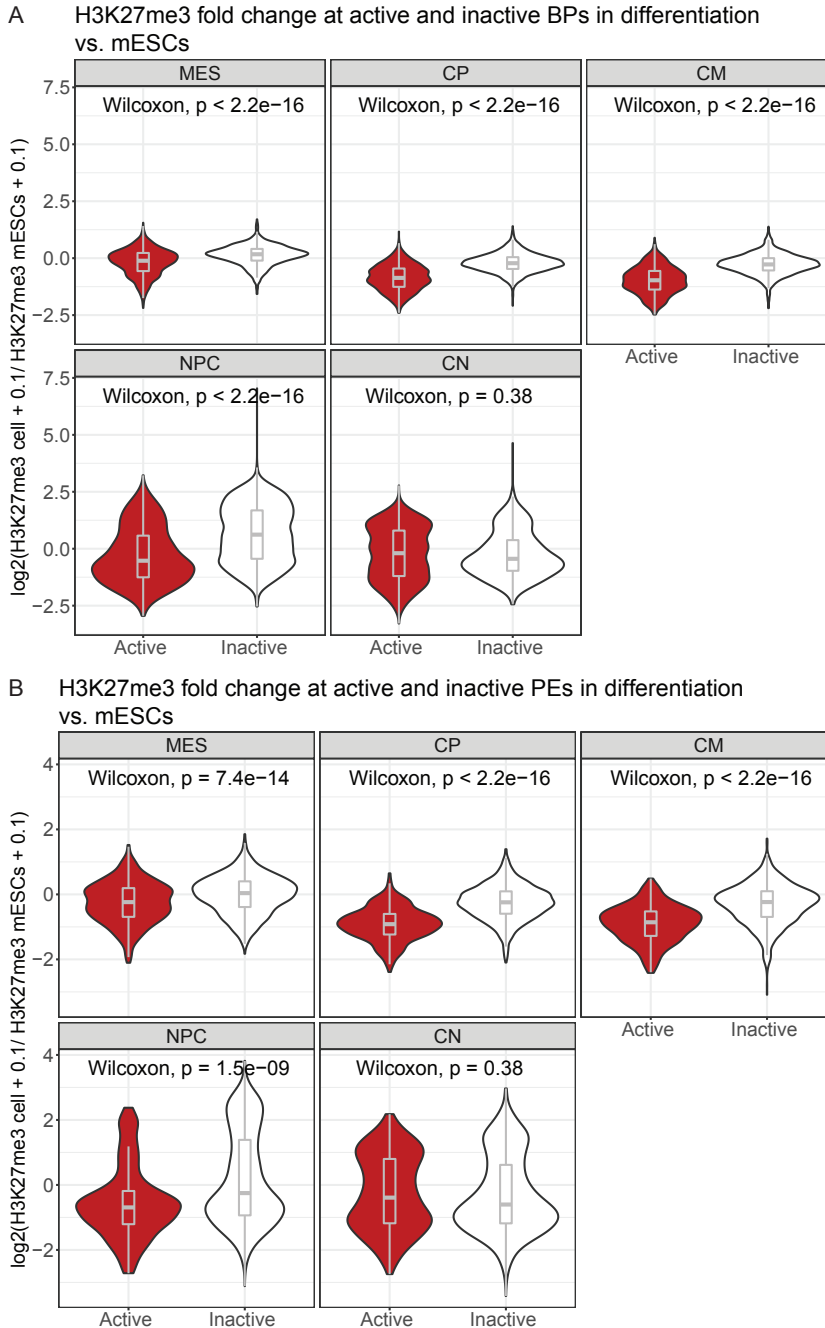 A
H3K27me3 fold change at active and inactive BPs in differentiation
vs. mESCs
log2(H3K27me3 cell + 0.1/ H3K27me3 mESCs + 0.1)
MES
CP
CM
Wilcoxon, p < 2.2e−16
Wilcoxon, p < 2.2e−16
Wilcoxon, p < 2.2e−16
7.5
5.0
2.5
0.0
−2.5
Active
Inactive
NPC
CN
Wilcoxon, p < 2.2e−16
Wilcoxon, p = 0.38
7.5
5.0
2.5
0.0
−2.5
Active
Inactive
Active
Inactive
B
H3K27me3 fold change at active and inactive PEs in differentiation
vs. mESCs
log2(H3K27me3 cell + 0.1/ H3K27me3 mESCs + 0.1)
MES
CP
CM
Wilcoxon, p = 7.4e−14
Wilcoxon, p < 2.2e−16
Wilcoxon, p < 2.2e−16
4
2
0
−2
Active
Inactive
NPC
CN
Wilcoxon, p = 1.5e−09
Wilcoxon, p = 0.38
4
2
0
−2
Active
Inactive
Active
Inactive